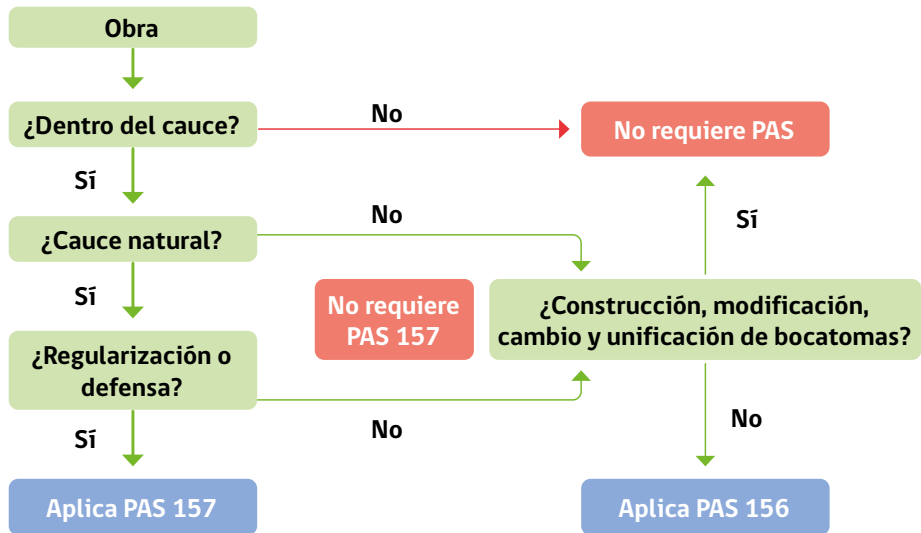 Obra
¿Dentro del cauce?
No
No requiere PAS
Sí
¿Cauce natural?
No
Sí
Sí
No requiere
PAS 157
¿Construcción, modificación,
cambio y unificación de bocatomas?
¿Regularización o
defensa?
No
No
Sí
Aplica PAS 157
Aplica PAS 156